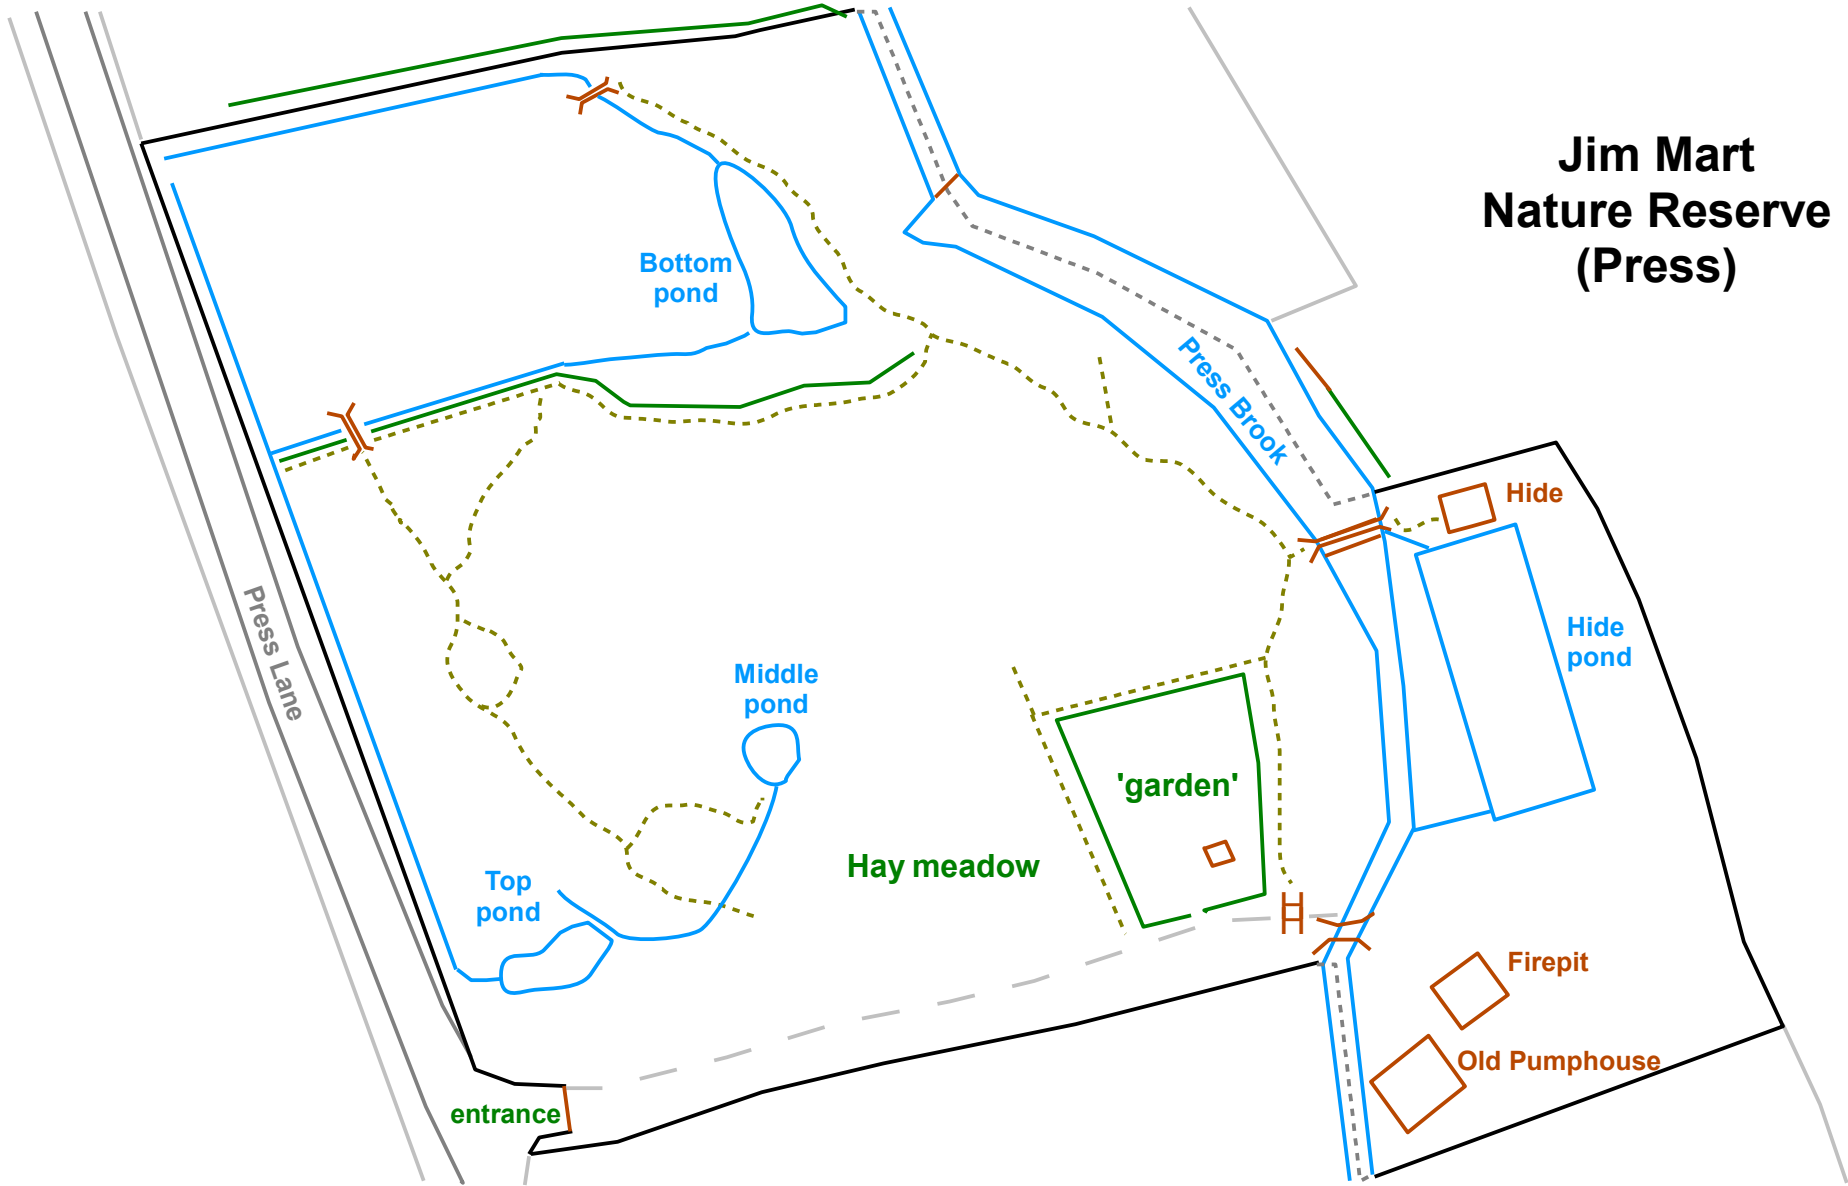 Jim Mart
Nature Reserve
(Press)
Bottom
pond
Press Brook
Hide
Hide
pond
Press Lane
Middle
pond
'garden'
Hay meadow
Top
pond
Firepit
Old Pumphouse
entrance